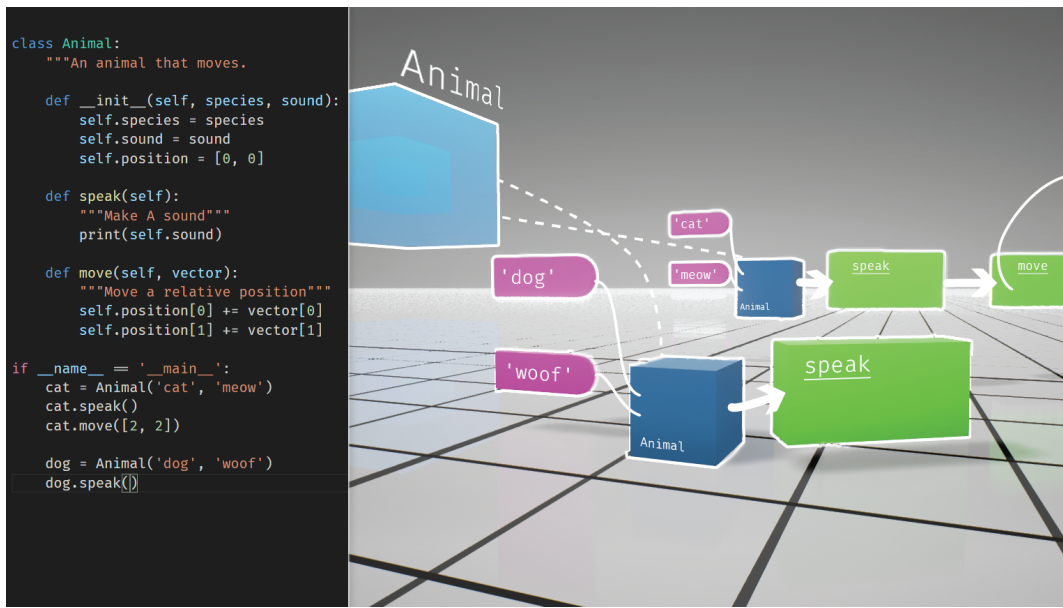 class Animal:
    """An animal that moves.
    def __init__(self, species, sound):
        self.species = species
        self.sound = sound
        self.position = [0, 0]
    def speak(self):
        """Make A sound"""
        print(self.sound)
    def move(self, vector):
        """Move a relative position"""
        self.position[0] += vector[0]
        self.position[1] += vector[1]
if __name__ == '__main__':
    cat = Animal('cat', 'meow')
    cat.speak()
    cat.move([2, 2])
    dog = Animal('dog', 'woof')
    dog.speak()
Animal
'cat'
'meow'
Animal
speak
move
'dog'
'woof'
Animal
speak